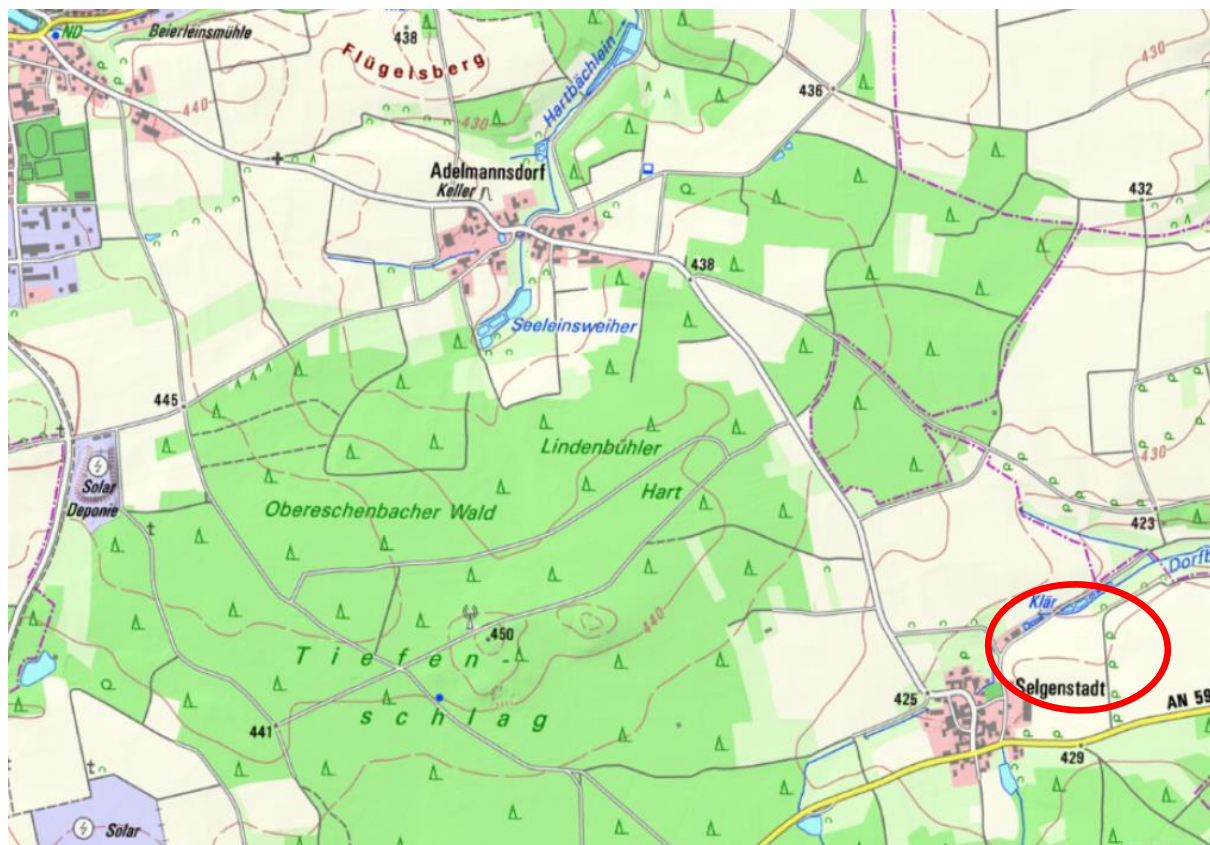 ND
Beierleinsmühle
438
Flügelsberg
440
430
Hartbächlein
436
430
Adelmannsdorf
Keller
432
438
Seeleinsweiher
445
430
Lindenbühler
Hart
Solar
Deponie
Obereschenbacher Wald
423
Dorfb
Klär
450
440
Tiefen-
schlag
425
Selgenstadt
AN 59
441
429
Solar